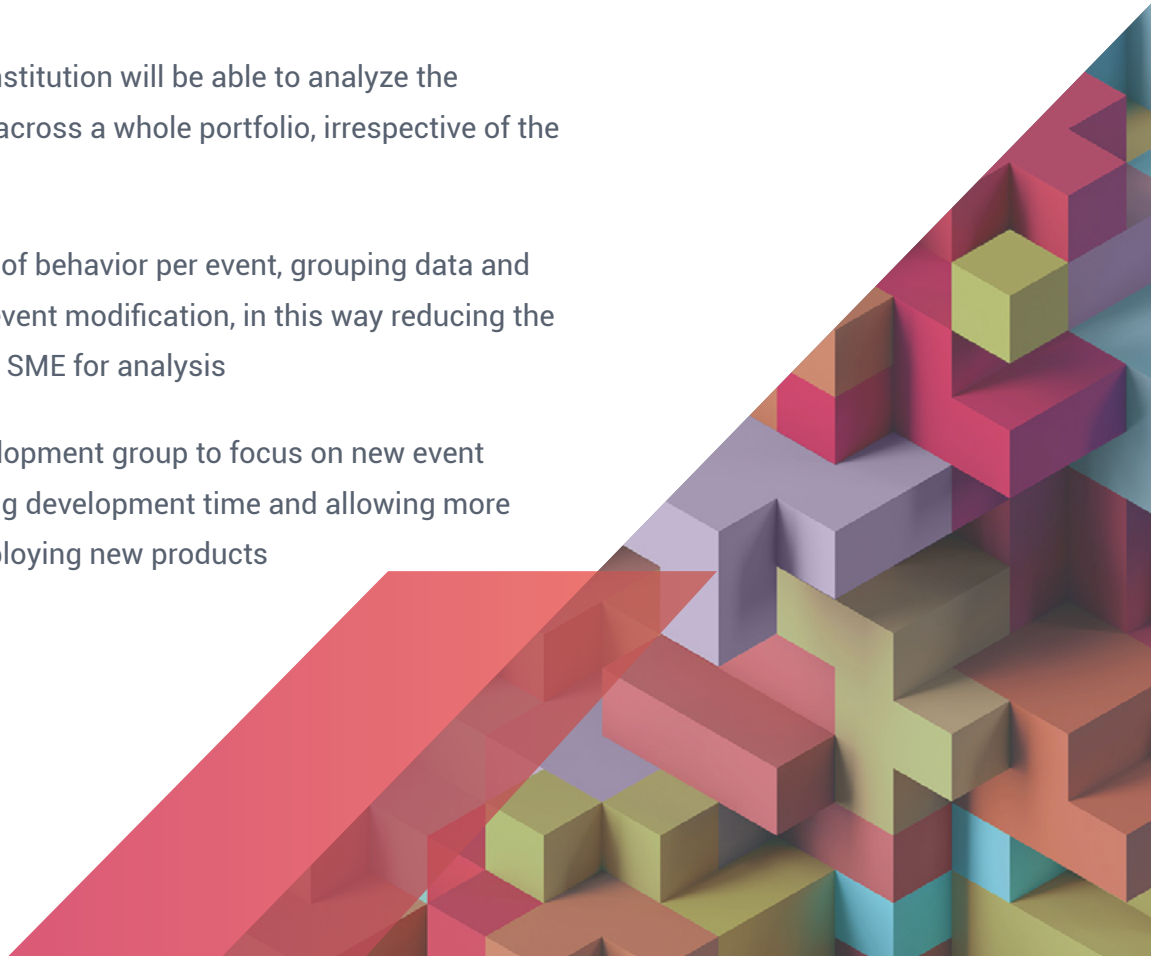 stitution will be able to analyze the
across a whole portfolio, irrespective of the
of behavior per event, grouping data and
vent modification, in this way reducing the
SME for analysis
lopment group to focus on new event
g development time and allowing more
loying new products